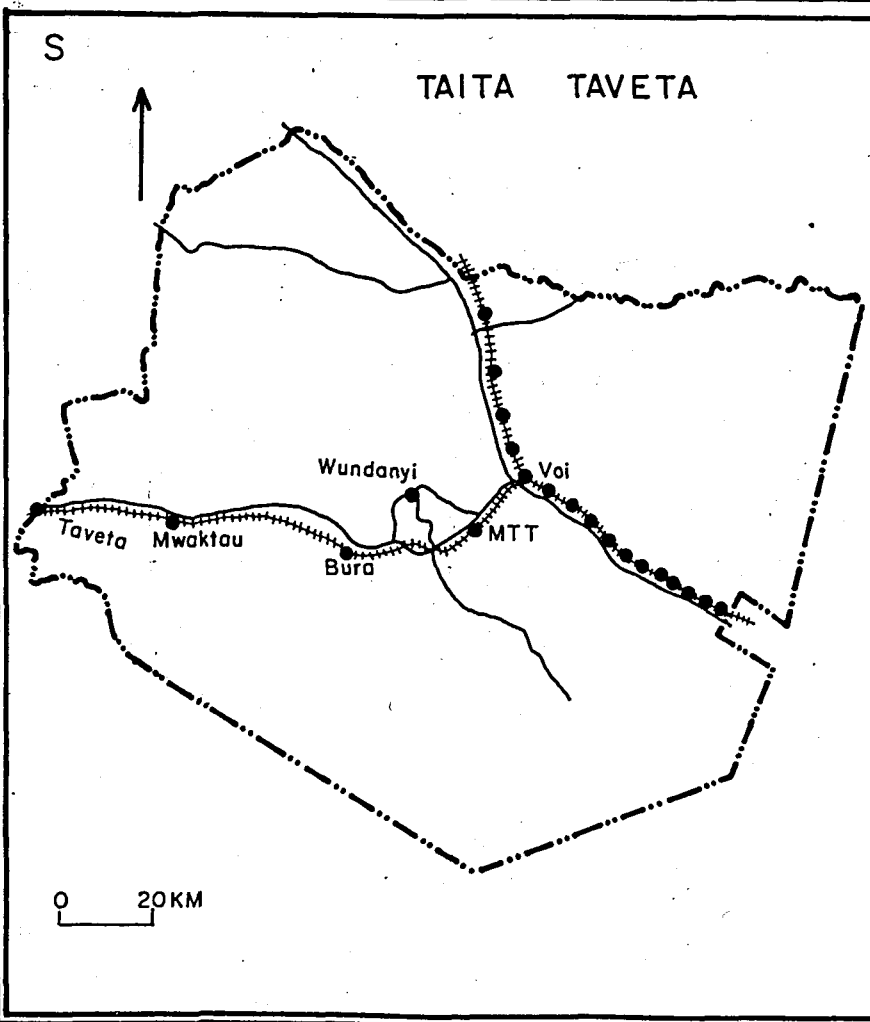 S
TAITA TAVETA
Wundanyi
Voi
Taveta
Mwaktau
MTT
Bura
0 20KM